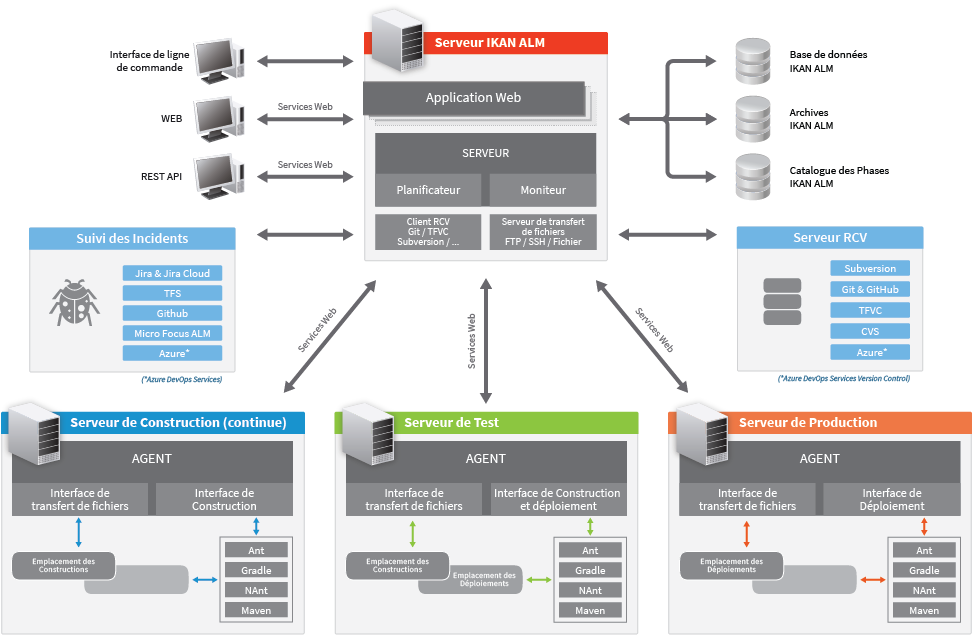 Serveur IKAN ALM
Interface de ligne
de commande
WEB
REST API
Services Web
Services Web
Application Web
SERVEUR
Planificateur
Moniteur
Client RCV
Git / TFVC
Subversion / ...
Serveur de transfert
de fichiers
FTP / SSH / Fichier
Base de données
IKAN ALM
Archives
IKAN ALM
Catalogue des Phases
IKAN ALM
Suivi des Incidents
Jira & Jira Cloud
TFS
Github
Micro Focus ALM
Azure*
(*Azure DevOps Services)
Serveur RCV
Subversion
Git & GitHub
TFVC
CVS
Azure*
(*Azure DevOps Services Version Control)
Services Web
Services Web
Services Web
Serveur de Construction (continue)
AGENT
Interface de
transfert de fichiers
Interface de
Construction
Emplacement des
Constructions
Ant
Gradle
NAnt
Maven
Serveur de Test
AGENT
Interface de
transfert de fichiers
Interface de Construction
et déploiement
Emplacement des
Constructions
Emplacement des
Déploiements
Ant
Gradle
NAnt
Maven
Serveur de Production
AGENT
Interface de
transfert de fichiers
Interface de
Déploiement
Emplacement des
Déploiements
Ant
Gradle
NAnt
Maven